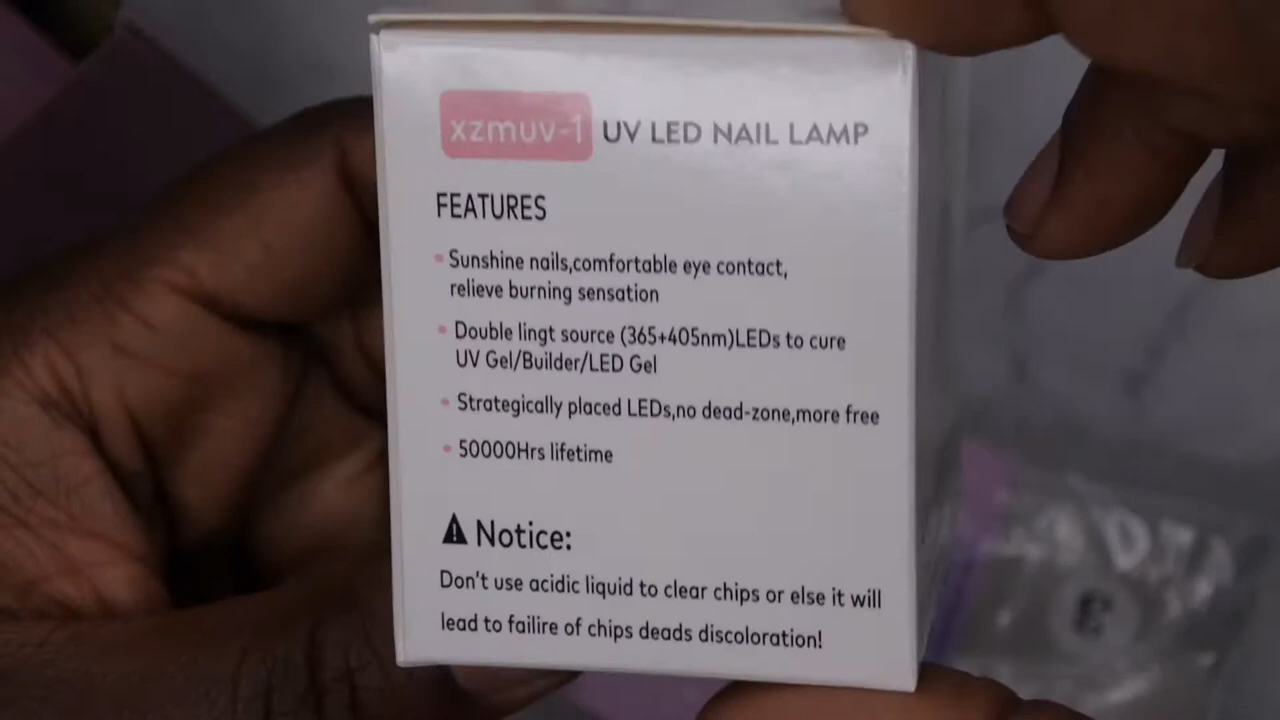 xzmuv-1 UV LED NAIL LAMP
FEATURES
• Sunshine nails,comfortable eye contact,
relieve burning sensation
• Double lingt source (365+405nm)LEDs to cure
UV Gel/Builder/LED Gel
• Strategically placed LEDs,no dead-zone,more free
• 50000Hrs lifetime
⚠ Notice:
Don't use acidic liquid to clear chips or else it will
lead to failire of chips deads discoloration!